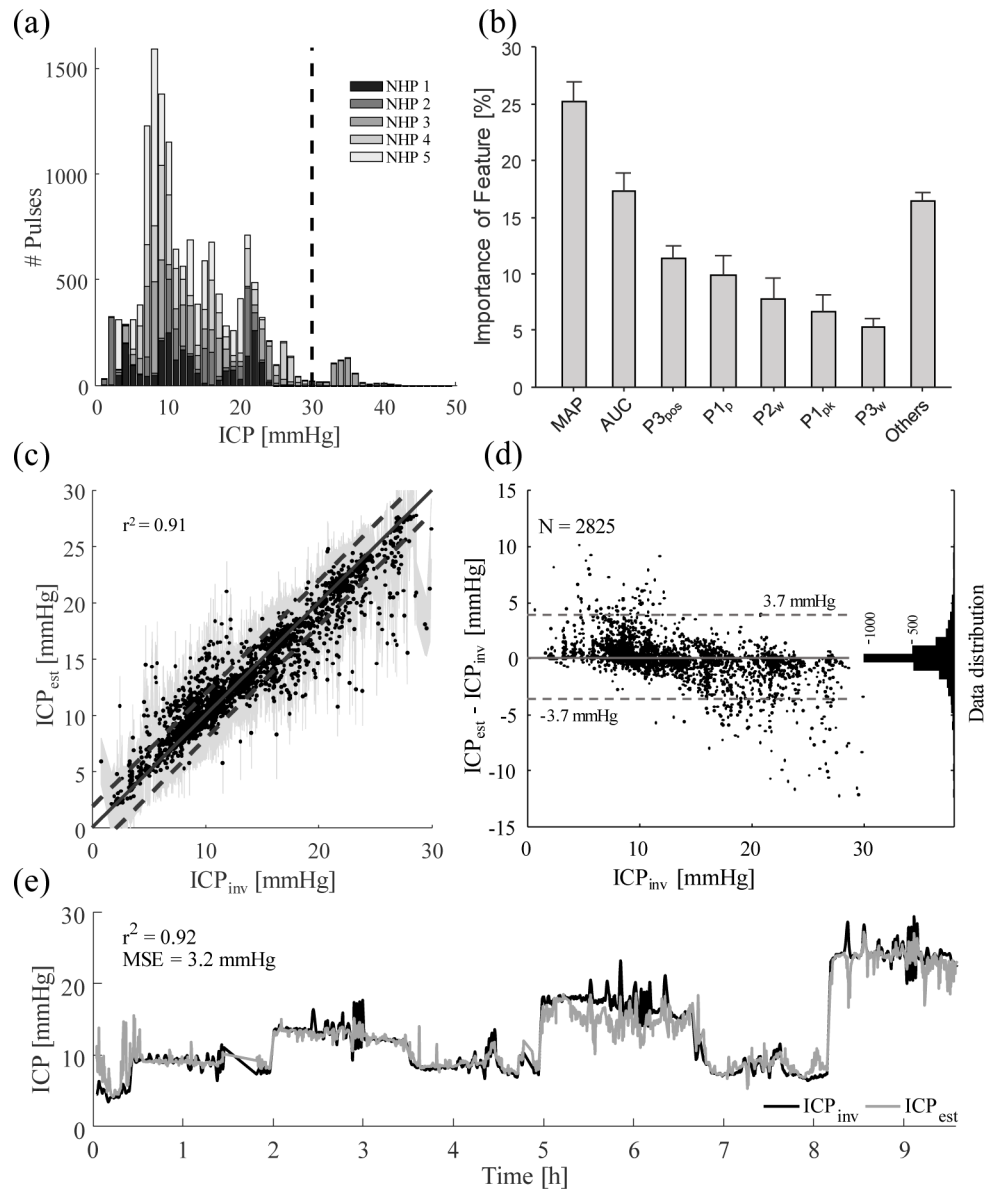 (a)
1500
1000
500
0
# Pulses
NHP 1
NHP 2
NHP 3
NHP 4
NHP 5
0 10 20 30 40 50
ICP [mmHg]
(b)
30
25
20
15
10
5
0
Importance of Feature [%]
MAP
AUC
P3pos
P1p
P2w
P1pk
P3w
Others
(c)
30
25
20
15
10
5
0
ICPest [mmHg]
r² = 0.91
0 10 20 30
ICPinv [mmHg]
(d)
15
10
5
0
-5
-10
-15
ICPest - ICPinv [mmHg]
N = 2825
3.7 mmHg
-3.7 mmHg
-1000
500
Data distribution
0 10 20 30
ICPinv [mmHg]
(e)
30
20
10
0
ICP [mmHg]
r² = 0.92
MSE = 3.2 mmHg
ICPinv
ICPest
0 1 2 3 4 5 6 7 8 9
Time [h]